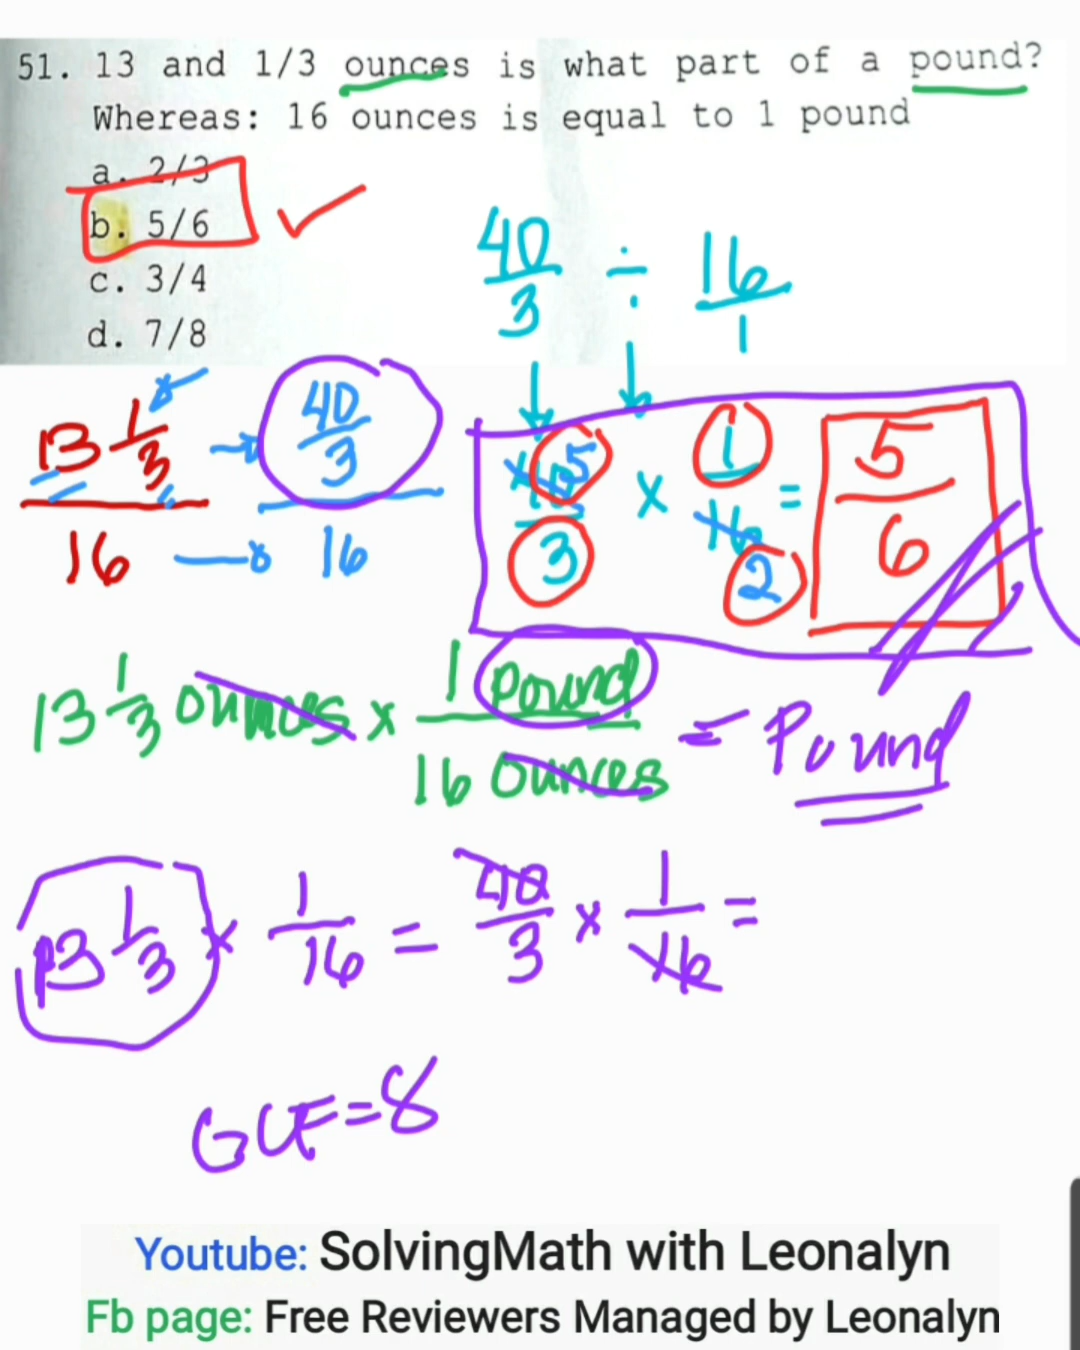 51. 13 and 1/3 ounces is what part of a pound?
Whereas: 16 ounces is equal to 1 pound
a. 2/3
b. 5/6
c. 3/4
d. 7/8
40/3 ÷ 16/1
13 1/3 / 16 → 40/3 / 16
40 5/3 × 1/16 2 = 5/6
13 1/3 ounces × 1 Pound / 16 ounces = Pound
13 1/3 × 1/16 = 40/3 × 1/16 =
GCF=8
Youtube: SolvingMath with Leonalyn
Fb page: Free Reviewers Managed by Leonalyn